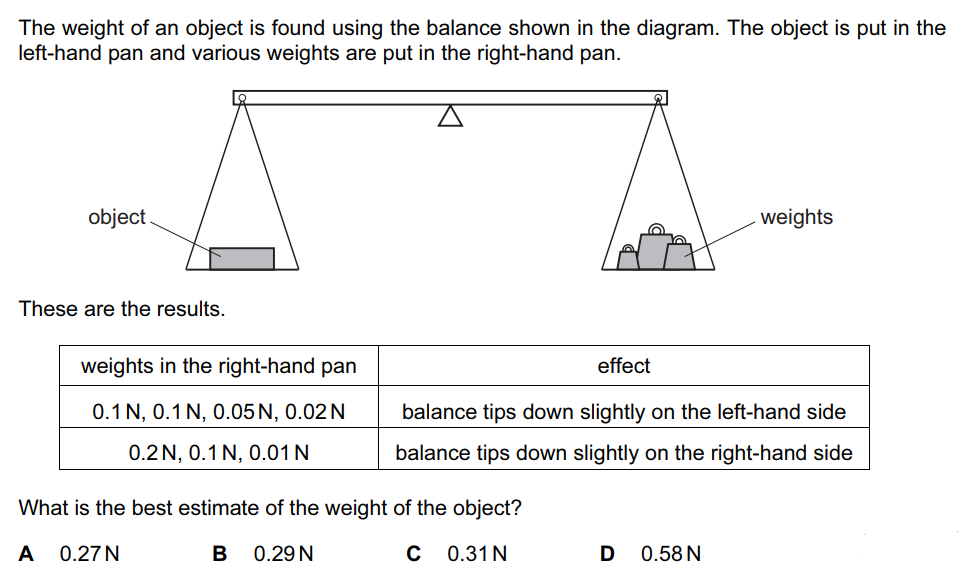 The weight of an object is found using the balance shown in the diagram. The object is put in the
left-hand pan and various weights are put in the right-hand pan.
object
weights
These are the results.
weights in the right-hand pan effect
0.1 N, 0.1 N, 0.05 N, 0.02 N balance tips down slightly on the left-hand side
0.2 N, 0.1 N, 0.01 N balance tips down slightly on the right-hand side
What is the best estimate of the weight of the object?
A 0.27 N B 0.29 N C 0.31 N D 0.58 N